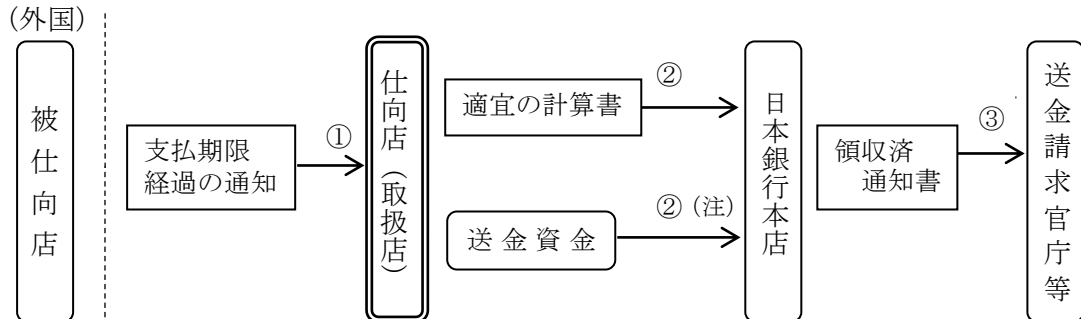 (外国)
被仕向店
支払期限
経過の通知
①
仕向店（取扱店）
適宜の計算書
②
送金資金
②（注）
日本銀行本店
領収済
通知書
③
送金請求官庁等